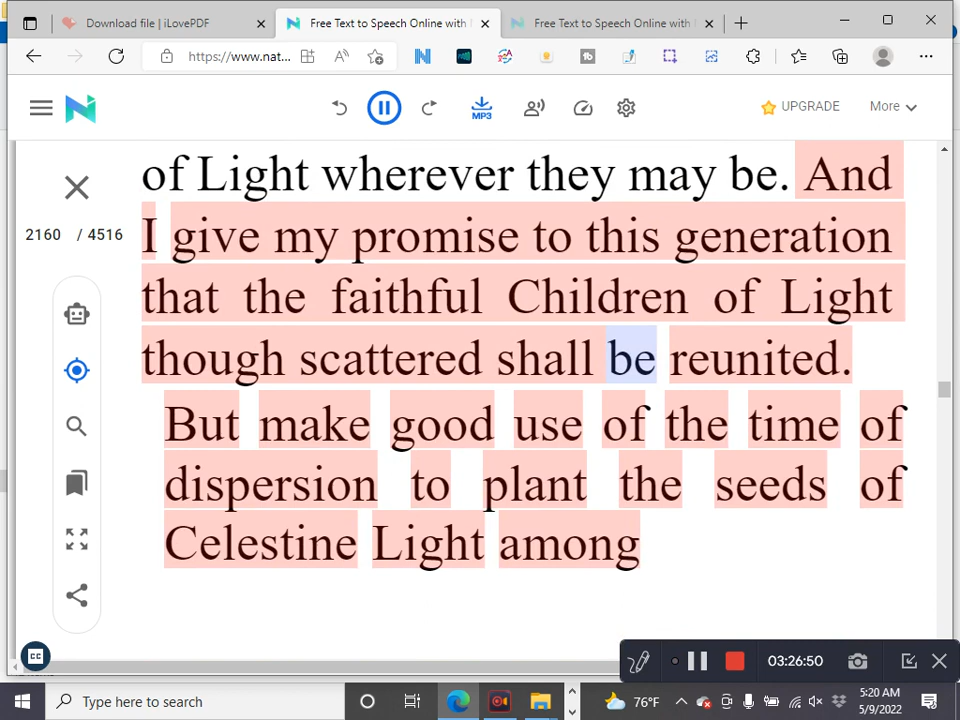 Download file | iLovePDF
Free Text to Speech Online with
Free Text to Speech Online with
https://www.nat...
MP3
UPGRADE
More
of Light wherever they may be. And
I give my promise to this generation
that the faithful Children of Light
though scattered shall be reunited.
But make good use of the time of
dispersion to plant the seeds of
Celestine Light among
2160 / 4516
CC
03:26:50
Type here to search
76°F
5:20 AM
5/9/2022